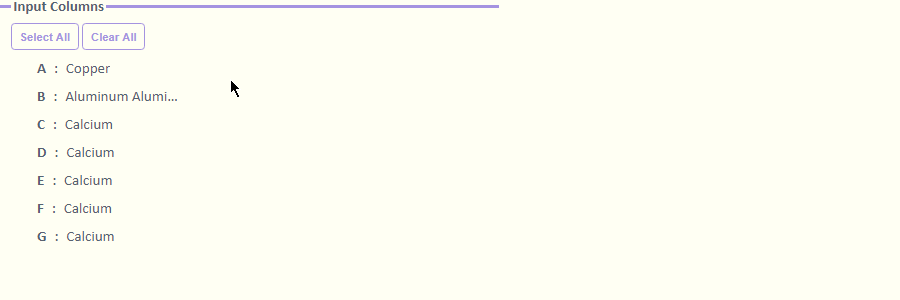 Input Columns
Select All Clear All
A : Copper
B : Aluminum Alumi...
C : Calcium
D : Calcium
E : Calcium
F : Calcium
G : Calcium